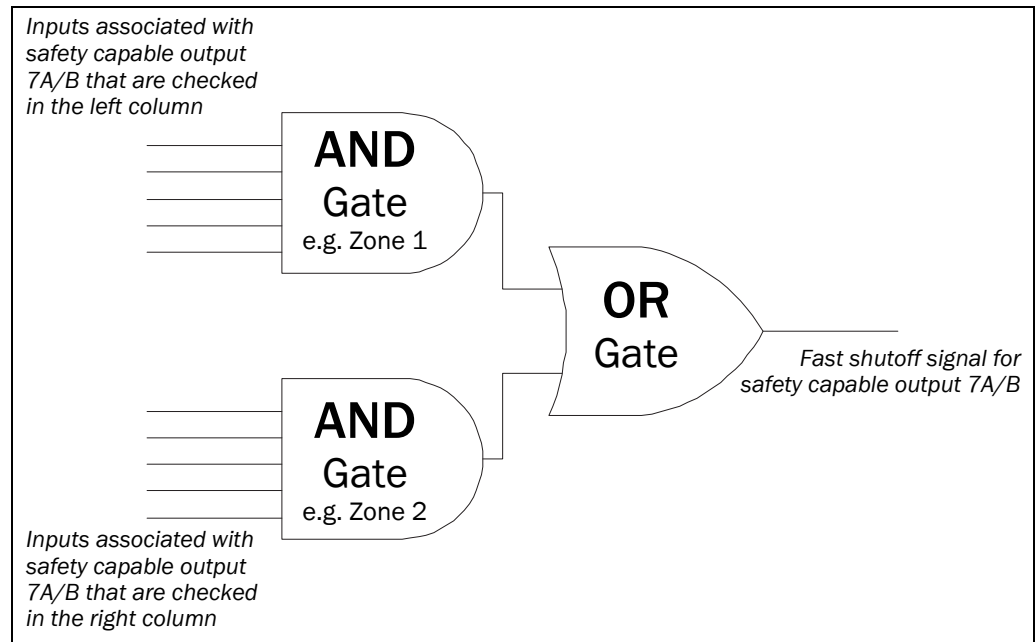 Inputs associated with
safety capable output
7A/B that are checked
in the left column
AND
Gate
e.g. Zone 1
OR
Gate
Fast shutoff signal for
safety capable output 7A/B
AND
Gate
e.g. Zone 2
Inputs associated with
safety capable output
7A/B that are checked
in the right column